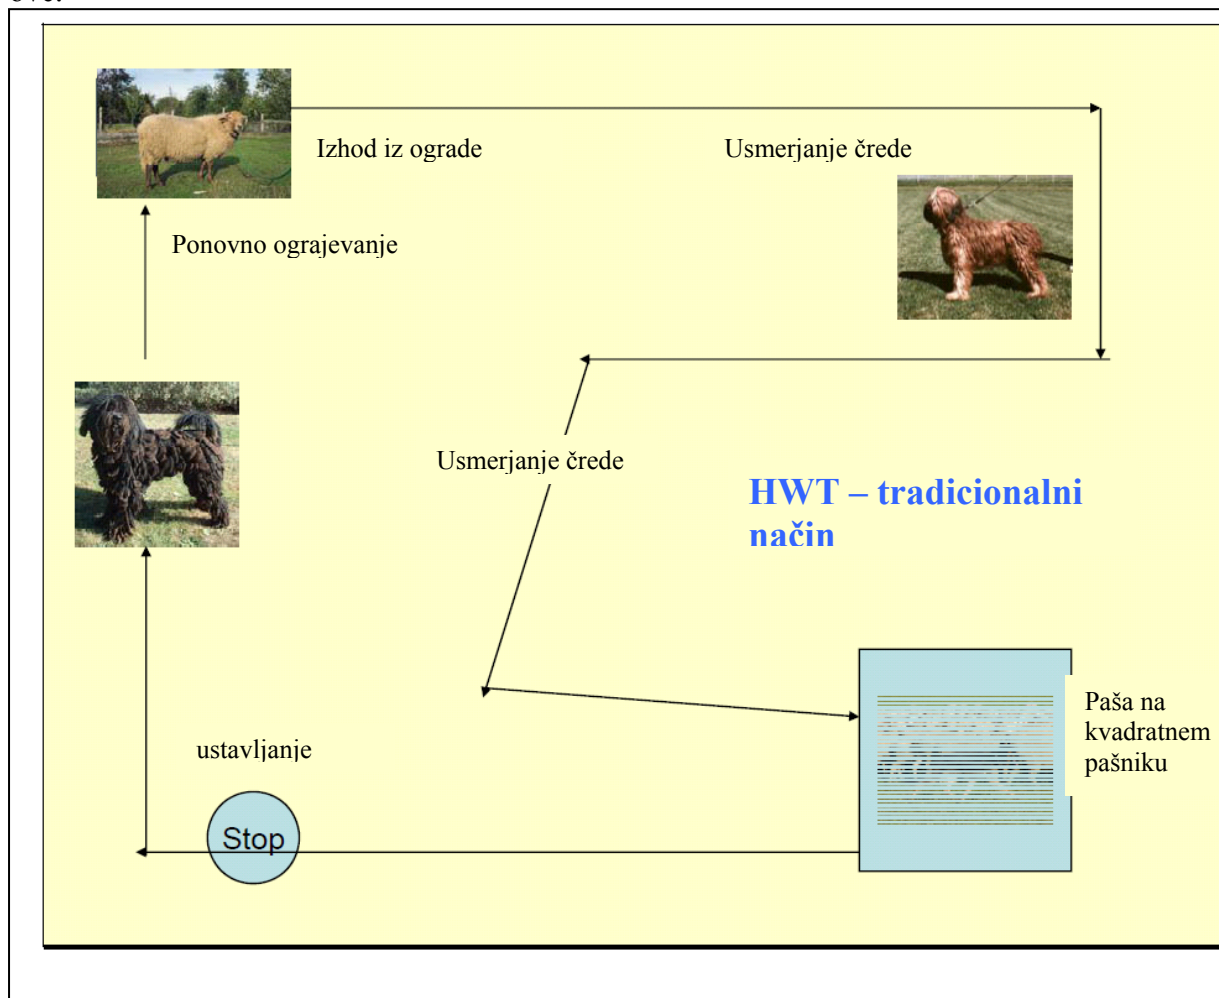 Izhod iz ograde
Usmerjanje črede
Ponovno ograjevanje
Usmerjanje črede
HWT – tradicionalni
način
Paša na
kvadratnem
pašniku
ustavljanje
Stop